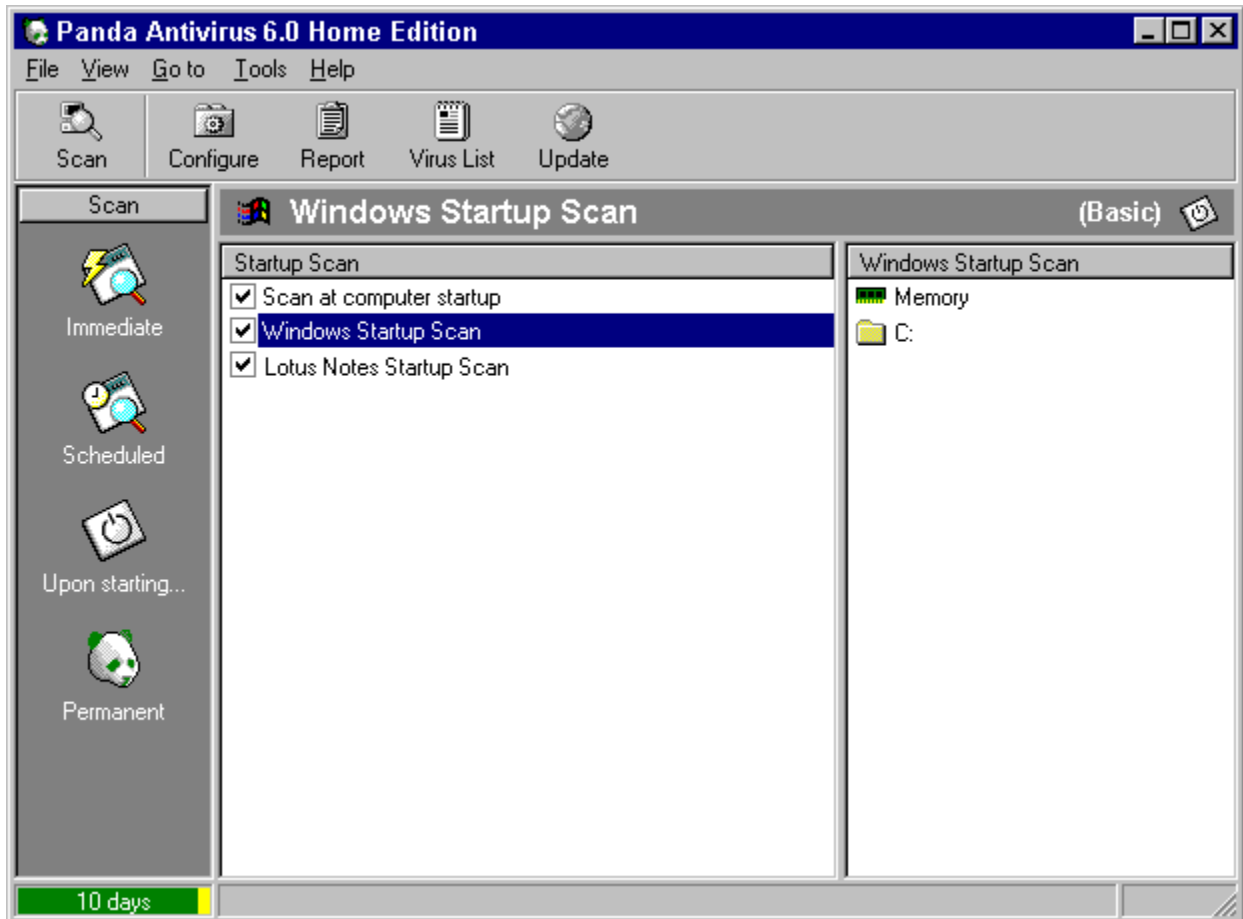 Panda Antivirus 6.0 Home Edition
File View Go to Tools Help
Scan Configure Report Virus List Update
Scan
Windows Startup Scan (Basic)
Startup Scan
Windows Startup Scan
Scan at computer startup
Memory
Windows Startup Scan
C:
Lotus Notes Startup Scan
Immediate
Scheduled
Upon starting...
Permanent
10 days